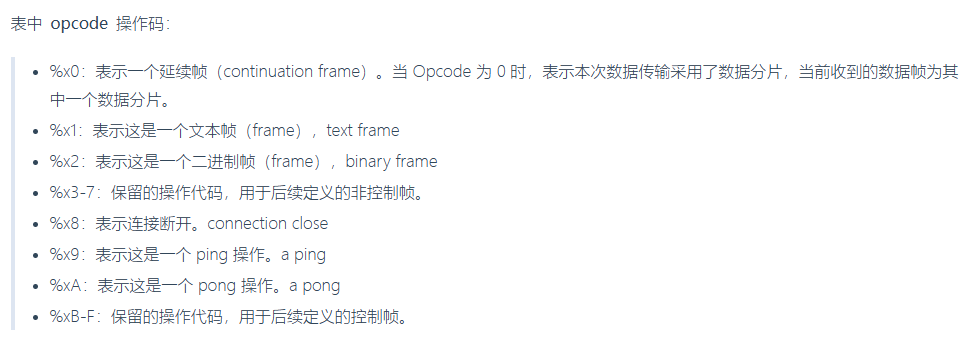 表中 opcode 操作码：
• %x0：表示一个延续帧（continuation frame）。当 Opcode 为 0 时，表示本次数据传输采用了数据分片，当前收到的数据帧为其
中一个数据分片。
• %x1：表示这是一个文本帧（frame），text frame
• %x2：表示这是一个二进制帧（frame），binary frame
• %x3-7：保留的操作代码，用于后续定义的非控制帧。
• %x8：表示连接断开。connection close
• %x9：表示这是一个 ping 操作。a ping
• %xA：表示这是一个 pong 操作。a pong
• %xB-F：保留的操作代码，用于后续定义的控制帧。